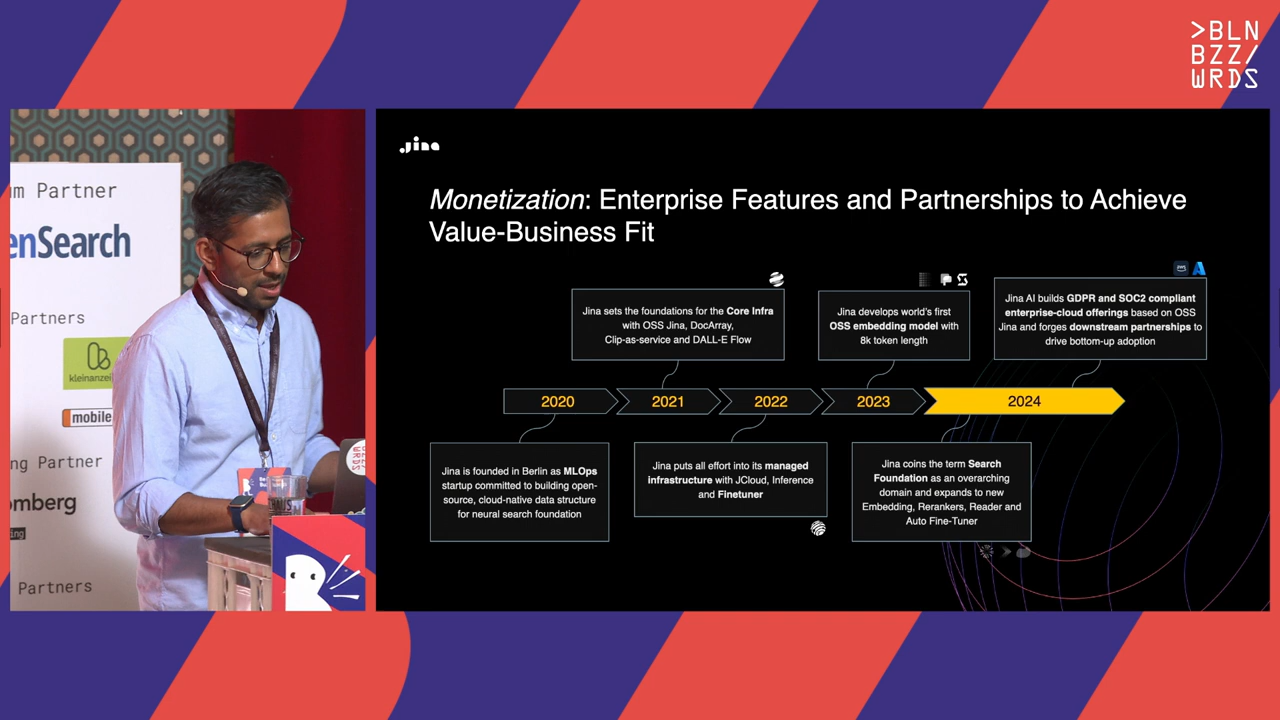 >BLN
BZZ/
WRDS
m Partner
enSearch
Partners
kleinanzei
mobile
ng Partner
omberg
ing
Partners
Jina
Monetization: Enterprise Features and Partnerships to Achieve
Value-Business Fit
aws
Jina sets the foundations for the Core Infra
with OSS Jina, DocArray,
Clip-as-service and DALL-E Flow
Jina develops world's first
OSS embedding model with
8k token length
Jina AI builds GDPR and SOC2 compliant
enterprise-cloud offerings based on OSS
Jina and forges downstream partnerships to
drive bottom-up adoption
2020
2021
2022
2023
2024
Jina is founded in Berlin as MLOps
startup committed to building open-
source, cloud-native data structure
for neural search foundation
Jina puts all effort into its managed
infrastructure with JCloud, Inference
and Finetuner
Jina coins the term Search
Foundation as an overarching
domain and expands to new
Embedding, Rerankers, Reader and
Auto Fine-Tuner